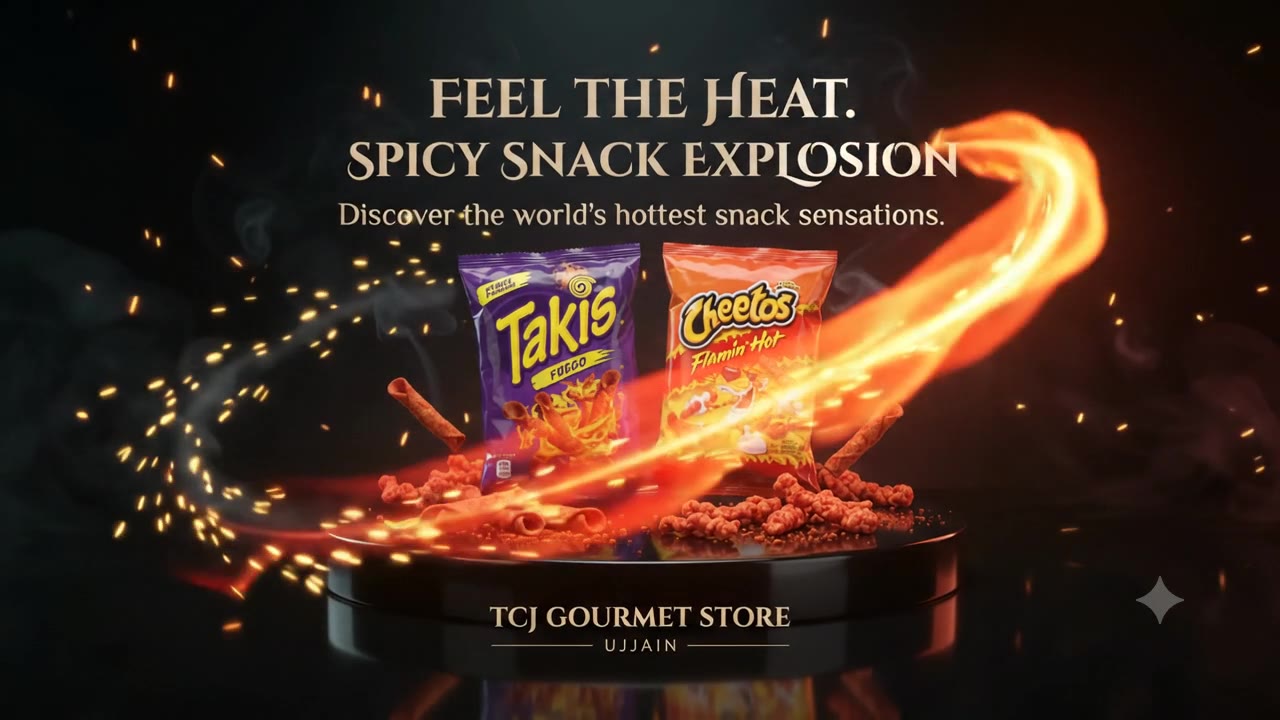 FEEL THE HEAT.
SPICY SNACK EXPLOSION
Discover the world's hottest snack sensations.
Takis
FUEGO
Cheetos
Flamin' Hot
TCJ GOURMET STORE
UJJAIN